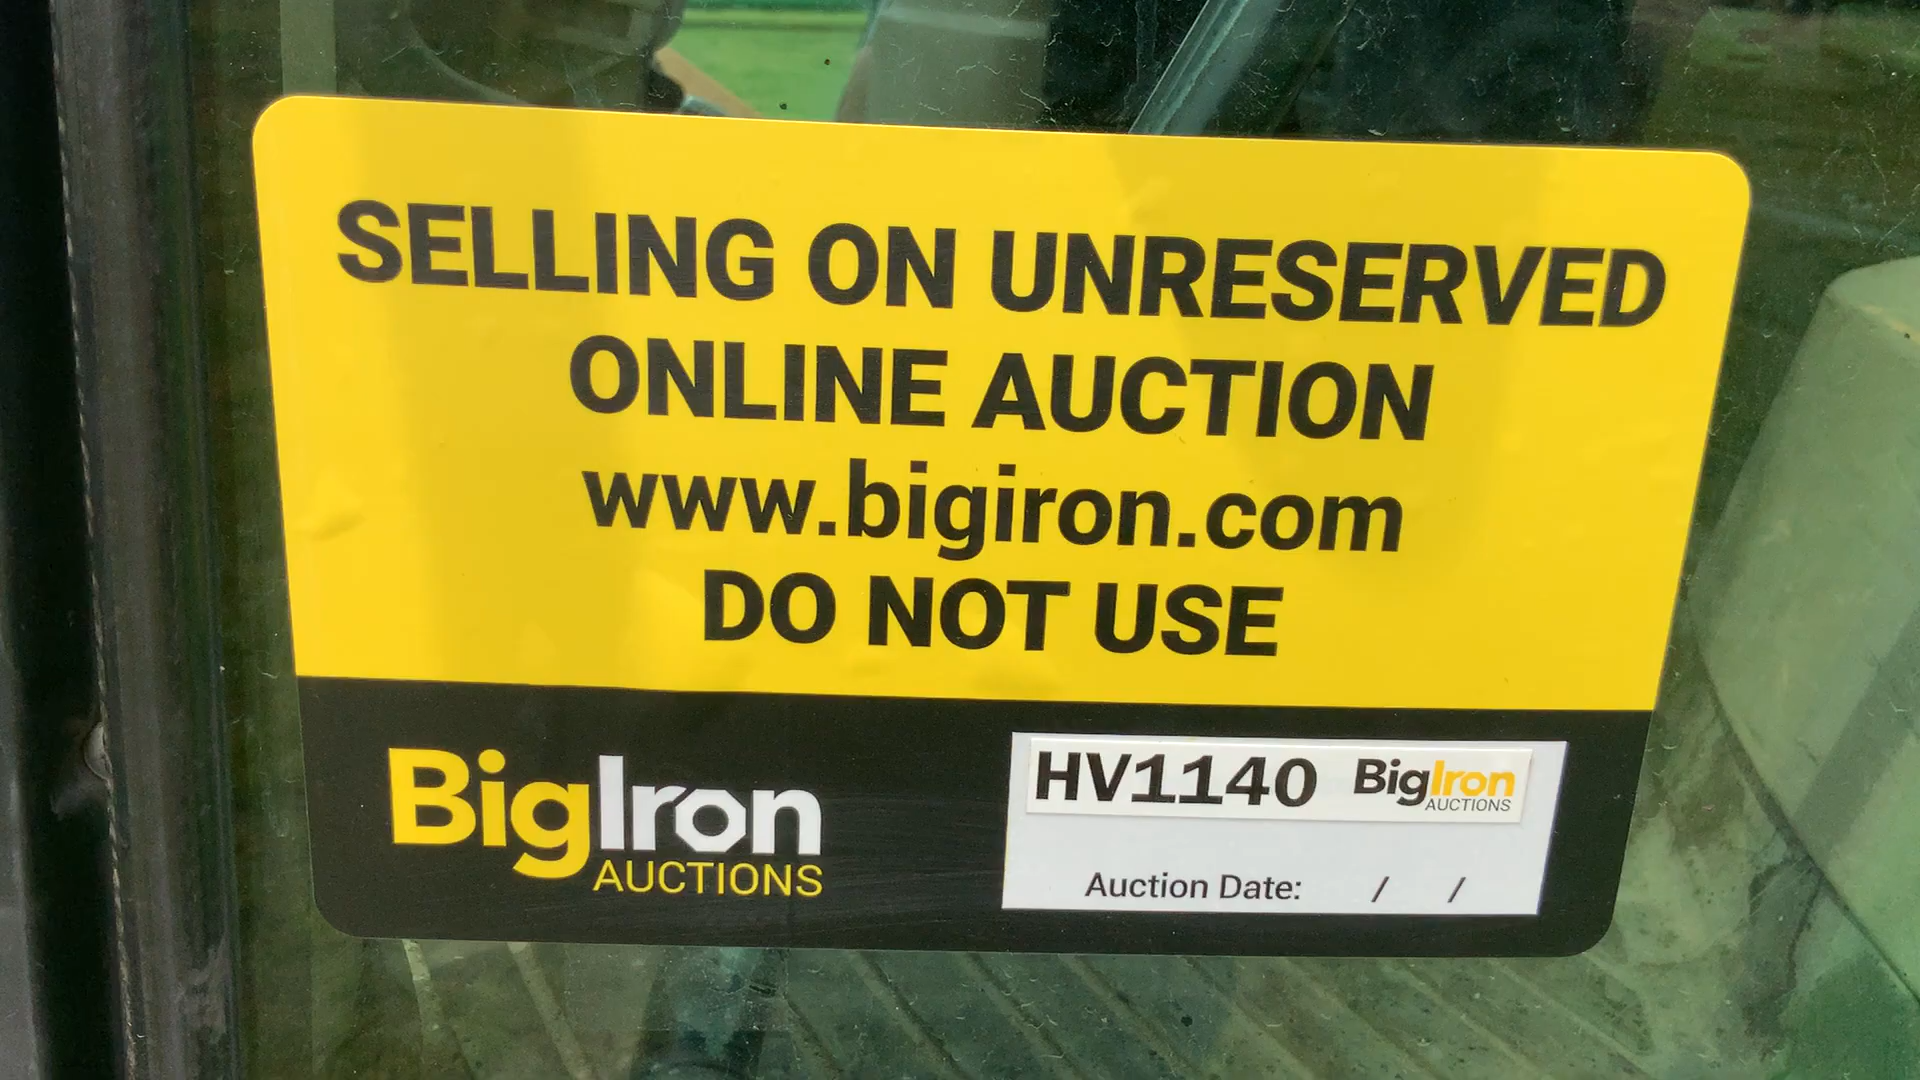 SELLING ON UNRESERVED
ONLINE AUCTION
www.bigiron.com
DO NOT USE
BigIron
AUCTIONS
HV1140 BigIron
AUCTIONS
Auction Date: / /